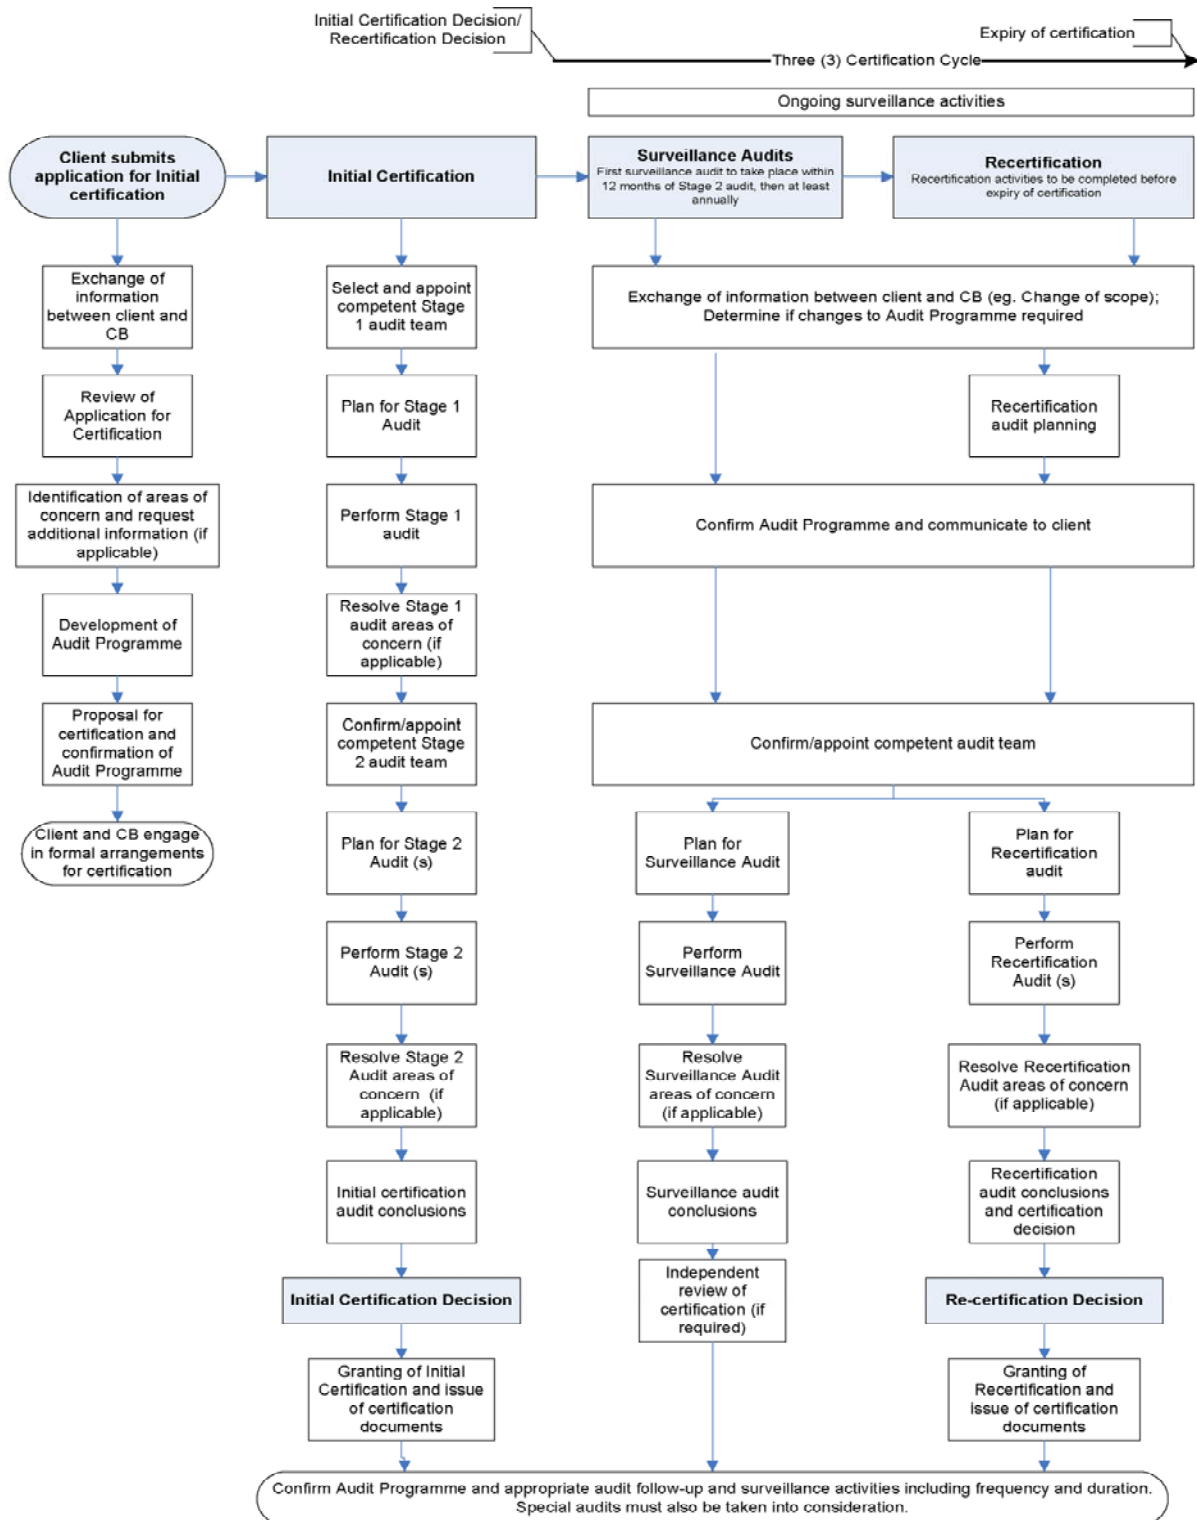 Initial Certification Decision/
Recertification Decision
Expiry of certification
Three (3) Certification Cycle
Ongoing surveillance activities
Client submits
application for Initial
certification
Initial Certification
Surveillance Audits
First surveillance audit to take place within
12 months of Stage 2 audit, then at least
annually
Recertification
Recertification activities to be completed before
expiry of certification
Exchange of
information
between client and
CB
Review of
Application for
Certification
Identification of areas of
concern and request
additional information (if
applicable)
Development of
Audit Programme
Proposal for
certification and
confirmation of
Audit Programme
Client and CB engage
in formal arrangements
for certification
Select and appoint
competent Stage
1 audit team
Plan for Stage 1
Audit
Perform Stage 1
audit
Resolve Stage 1
audit areas of
concern (if
applicable)
Confirm/appoint
competent Stage
2 audit team
Plan for Stage 2
Audit (s)
Perform Stage 2
Audit (s)
Resolve Stage 2
Audit areas of
concern (if
applicable)
Initial certification
audit conclusions
Initial Certification Decision
Granting of Initial
Certification and issue
of certification
documents
Exchange of information between client and CB (eg. Change of scope);
Determine if changes to Audit Programme required
Recertification
audit planning
Confirm Audit Programme and communicate to client
Confirm/appoint competent audit team
Plan for
Surveillance Audit
Perform
Surveillance Audit
Resolve
Surveillance Audit
areas of concern
(if applicable)
Surveillance audit
conclusions
Independent
review of
certification (if
required)
Plan for
Recertification
audit
Perform
Recertification
Audit (s)
Resolve Recertification
Audit areas of concern
(if applicable)
Recertification
audit conclusions
and certification
decision
Re-certification Decision
Granting of
Recertification and
issue of certification
documents
Confirm Audit Programme and appropriate audit follow-up and surveillance activities including frequency and duration.
Special audits must also be taken into consideration.